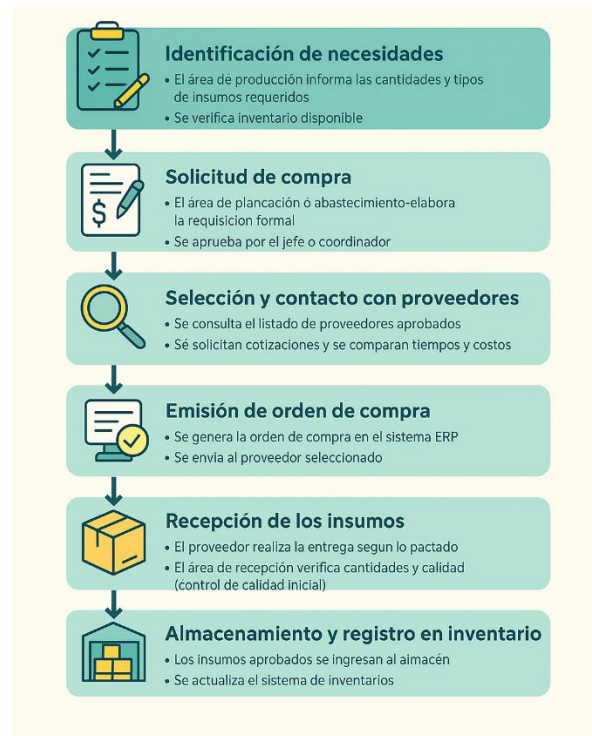 Identificación de necesidades
• El área de producción informa las cantidades y tipos
de insumos requeridos
• Se verifica inventario disponible
Solicitud de compra
• El área de plancación ó abastecimiento-elabora
la requisicion formal
• Se aprueba por el jefe o coordinador
$
Selección y contacto con proveedores
• Se consulta el listado de proveedores aprobados
• Sé solicitan cotizaciones y se comparan tiempos y costos
Emisión de orden de compra
• Se genera la orden de compra en el sistema ERP
• Se envia al proveedor seleccionado
Recepción de los insumos
• El proveedor realiza la entrega segun lo pactado
• El área de recepción verifica cantidades y calidad
(control de calidad inicial)
Almacenamiento y registro en inventario
• Los insumos aprobados se ingresan al almacén
• Se actualiza el sistema de inventarios